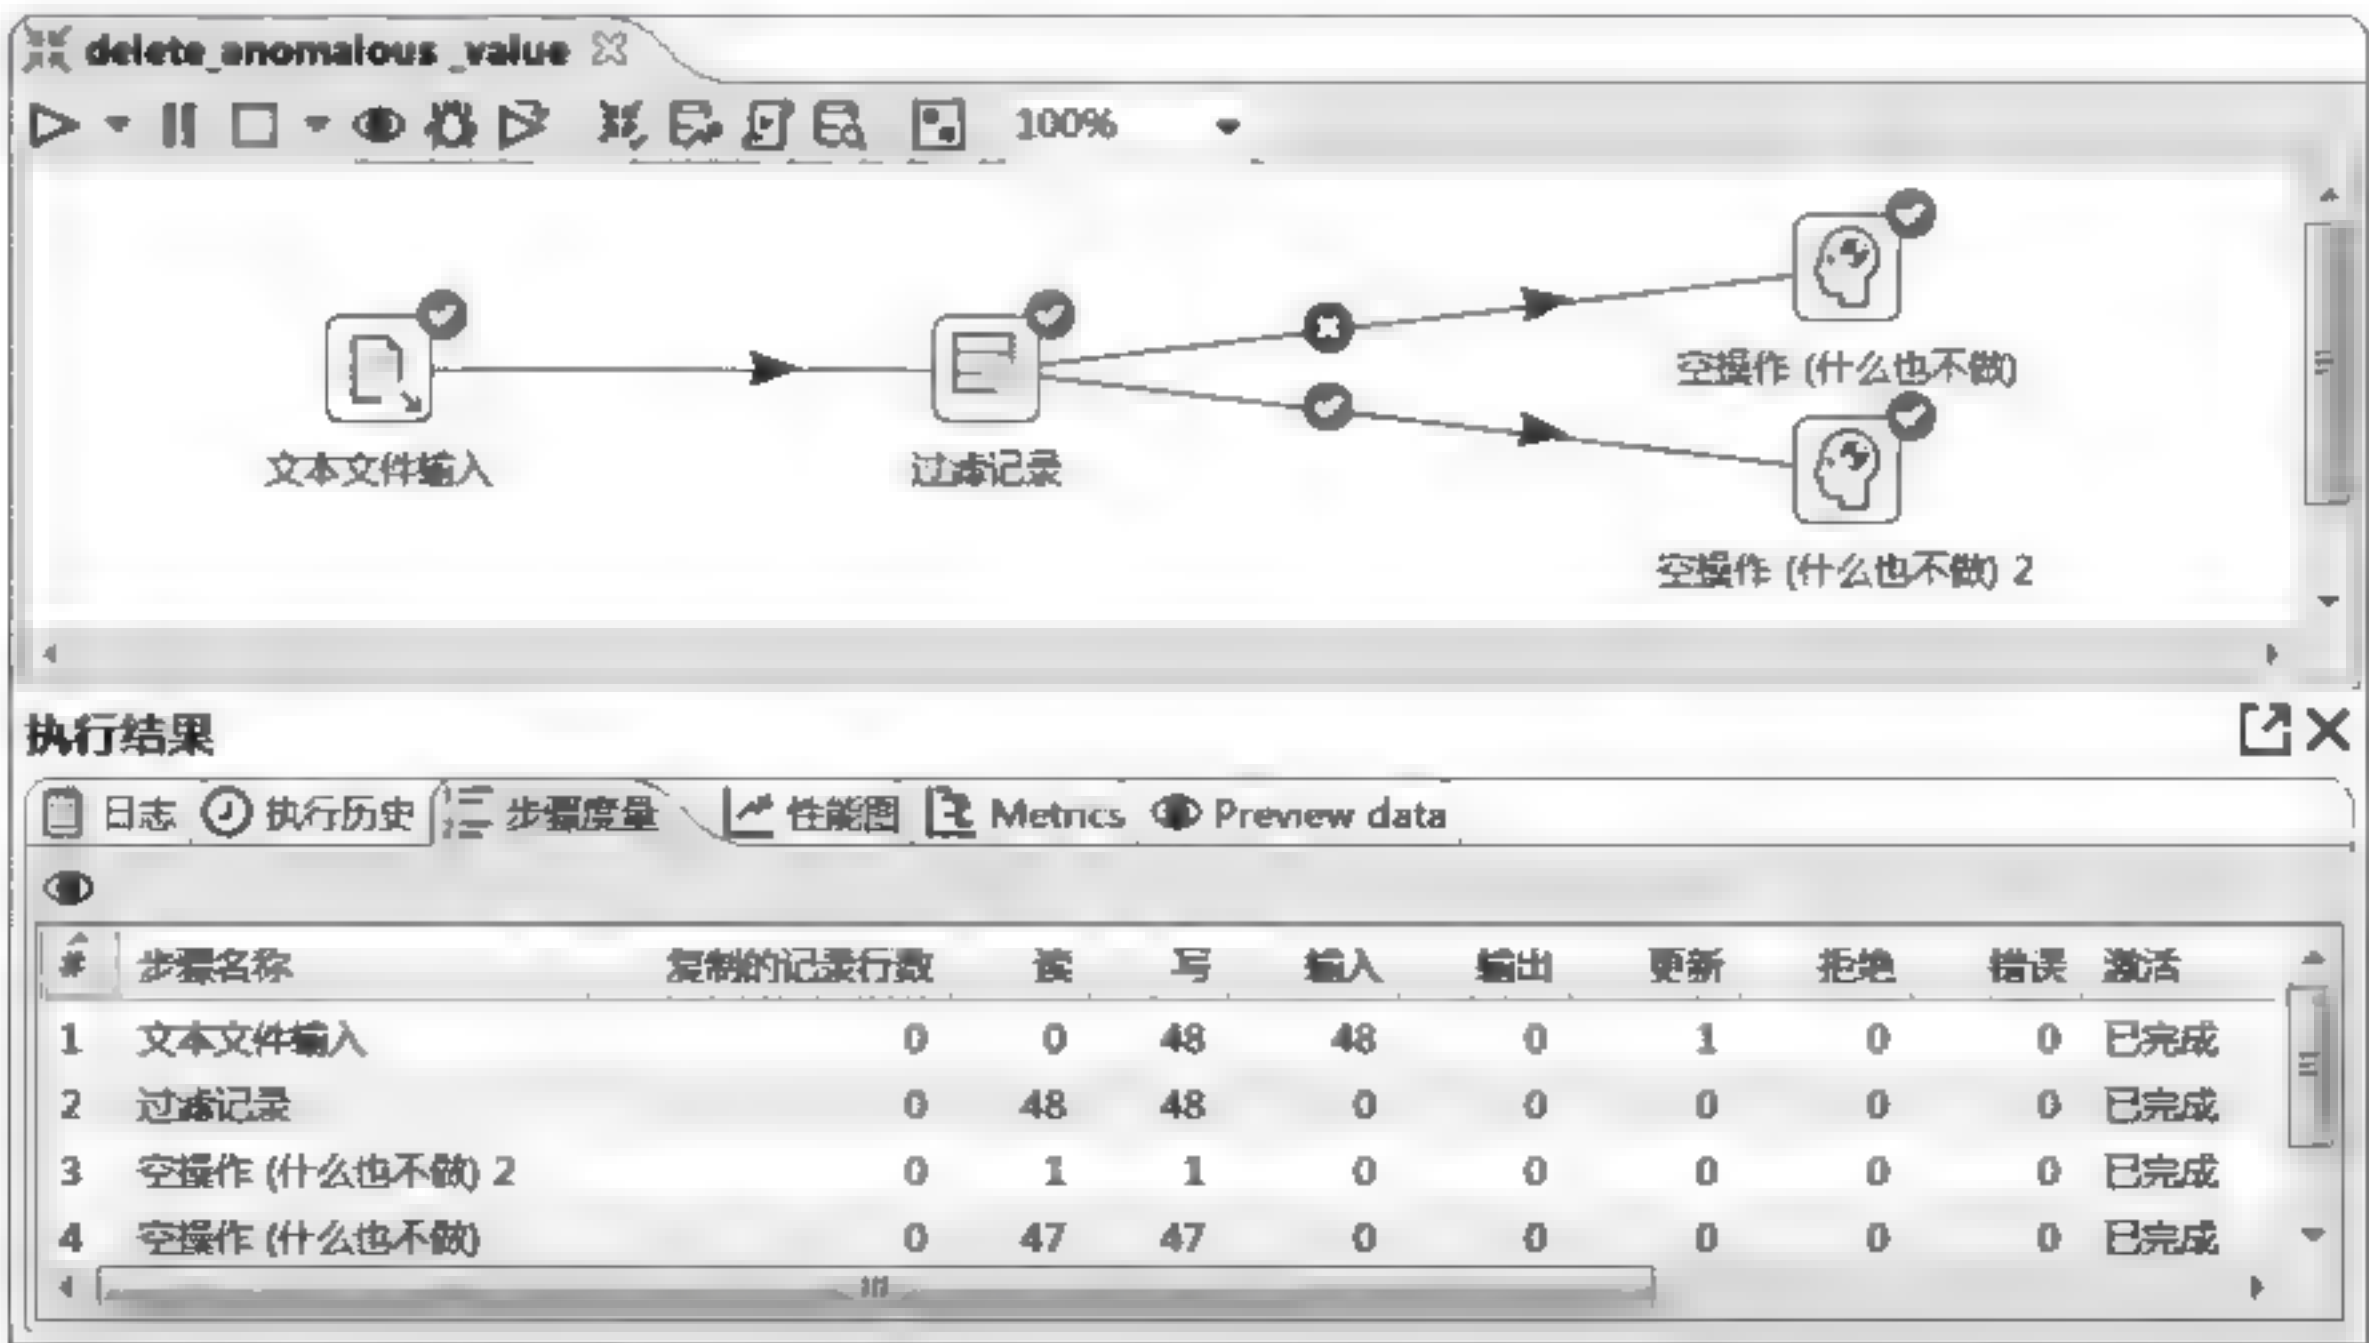 delete_anomalous _value
100%
空操作 (什么也不做)
文本文件输入
过滤记录
空操作 (什么也不做) 2
执行结果
日志 执行历史 步骤度量 性能图 Metrics Preview data
# 步骤名称 复制的记录行数 读 写 输入 输出 更新 拒绝 错误 激活
1 文本文件输入 0 0 48 48 0 1 0 0 已完成
2 过滤记录 0 48 48 0 0 0 0 0 已完成
3 空操作 (什么也不做) 2 0 1 1 0 0 0 0 0 已完成
4 空操作 (什么也不做) 0 47 47 0 0 0 0 0 已完成